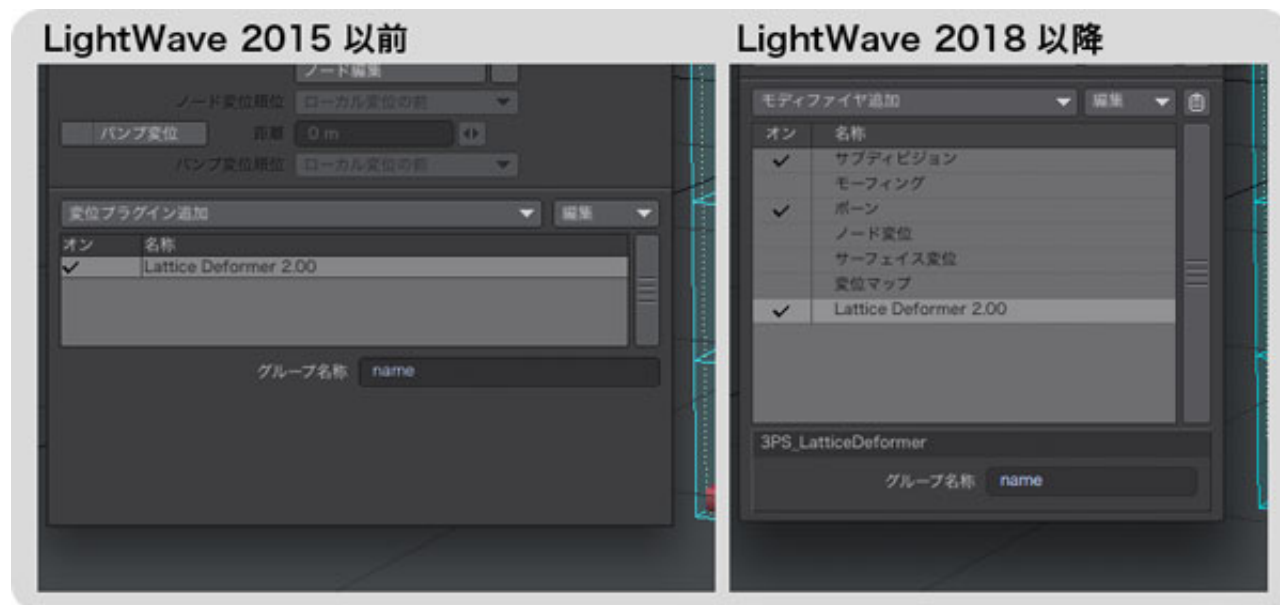 LightWave 2015 以前
ノード編集
ノード変位順位 ローカル変位の前
バンプ変位 距離 0 m
バンプ変位順位 ローカル変位の前
変位プラグイン追加 編集
オン 名称
Lattice Deformer 2.00
グループ名称 name
LightWave 2018 以降
モディファイヤ追加 編集
オン 名称
サブディビジョン
モーフィング
ボーン
ノード変位
サーフェイス変位
変位マップ
Lattice Deformer 2.00
3PS_LatticeDeformer
グループ名称 name